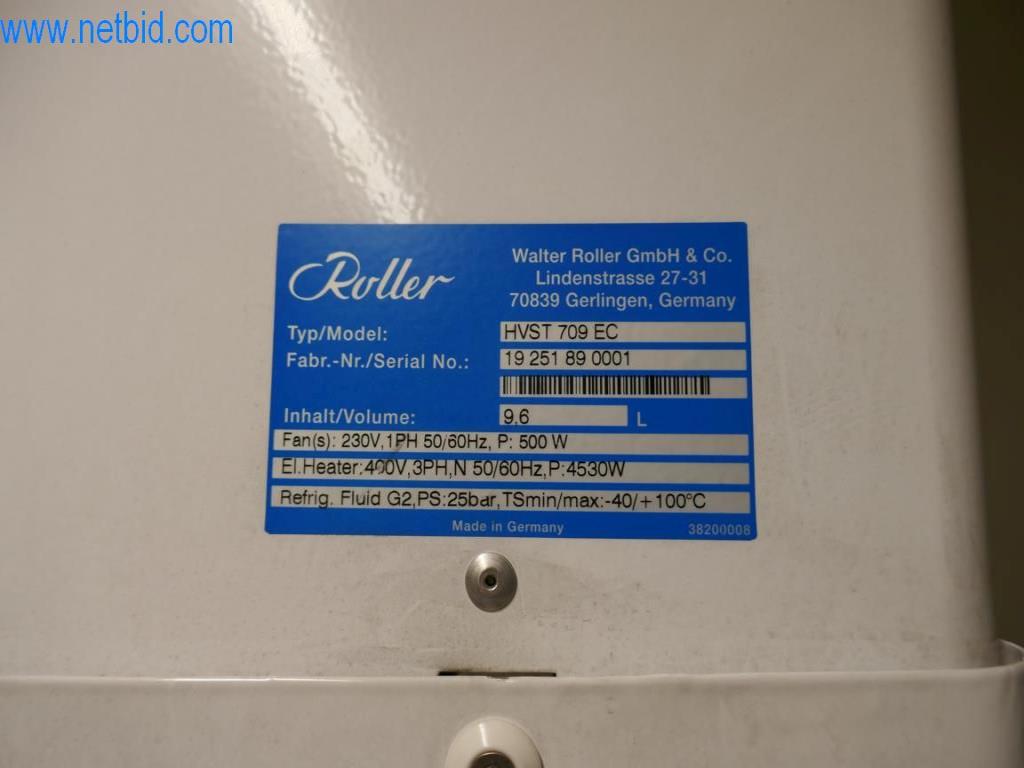 www.netbid.com
Roller
Walter Roller GmbH & Co.
Lindenstrasse 27-31
70839 Gerlingen, Germany
Typ/Model: HVST 709 EC
Fabr.-Nr./Serial No.: 19 251 89 0001
Inhalt/Volume: 9,6 L
Fan(s): 230V,1PH 50/60Hz, P: 500 W
El.Heater:400V,3PH,N 50/60Hz,P:4530W
Refrig. Fluid G2,PS:25bar,TSmin/max:-40/+100°C
Made in Germany 38200008